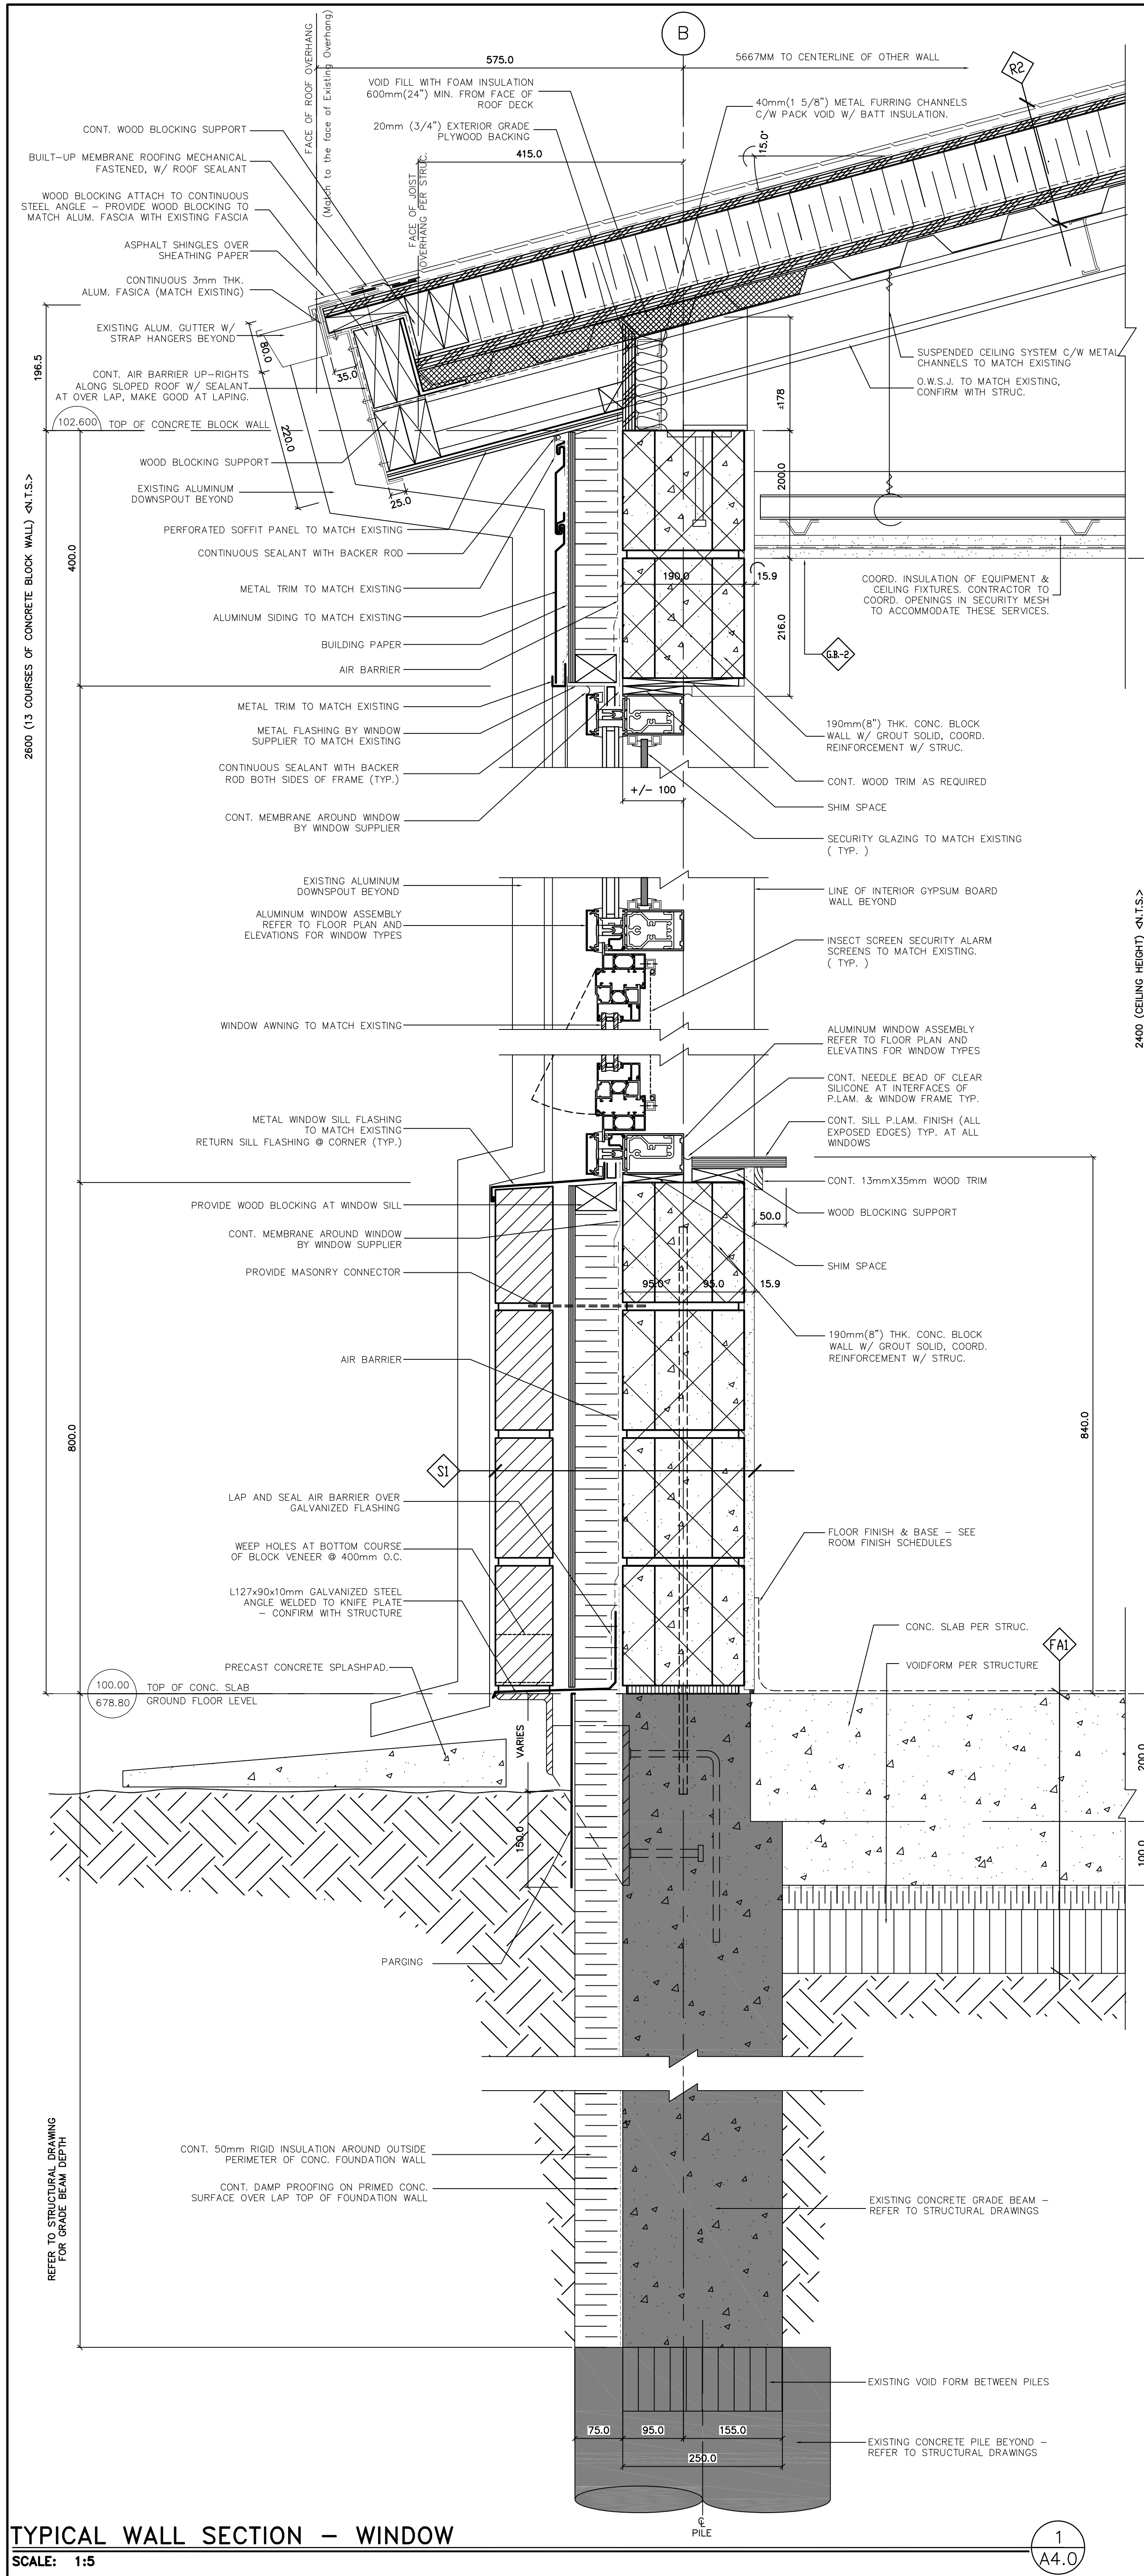 B
575.0
5667MM TO CENTERLINE OF OTHER WALL
R2
FACE OF ROOF OVERHANG
(Match to the face of Existing Overhang)
VOID FILL WITH FOAM INSULATION
600mm(24") MIN. FROM FACE OF
ROOF DECK
20mm (3/4") EXTERIOR GRADE
PLYWOOD BACKING
40mm(1 5/8") METAL FURRING CHANNELS
C/W PACK VOID W/ BATT INSULATION.
15.0°
415.0
FACE OF JOIST
OVERHANG PER STRUC.
CONT. WOOD BLOCKING SUPPORT
BUILT-UP MEMBRANE ROOFING MECHANICAL
FASTENED, W/ ROOF SEALANT
WOOD BLOCKING ATTACH TO CONTINUOUS
STEEL ANGLE – PROVIDE WOOD BLOCKING TO
MATCH ALUM. FASCIA WITH EXISTING FASCIA
ASPHALT SHINGLES OVER
SHEATHING PAPER
CONTINUOUS 3mm THK.
ALUM. FASICA (MATCH EXISTING)
EXISTING ALUM. GUTTER W/
STRAP HANGERS BEYOND
80.0
35.0
196.5
CONT. AIR BARRIER UP-RIGHTS
ALONG SLOPED ROOF W/ SEALANT
AT OVER LAP, MAKE GOOD AT LAPING.
220.0
102.600
TOP OF CONCRETE BLOCK WALL
WOOD BLOCKING SUPPORT
EXISTING ALUMINUM
DOWNSPOUT BEYOND
25.0
SUSPENDED CEILING SYSTEM C/W METAL
CHANNELS TO MATCH EXISTING
O.W.S.J. TO MATCH EXISTING,
CONFIRM WITH STRUC.
±178
200.0
PERFORATED SOFFIT PANEL TO MATCH EXISTING
CONTINUOUS SEALANT WITH BACKER ROD
METAL TRIM TO MATCH EXISTING
ALUMINUM SIDING TO MATCH EXISTING
BUILDING PAPER
AIR BARRIER
190.0
15.9
216.0
COORD. INSULATION OF EQUIPMENT &
CEILING FIXTURES. CONTRACTOR TO
COORD. OPENINGS IN SECURITY MESH
TO ACCOMMODATE THESE SERVICES.
G.B.-2
2600 (13 COURSES OF CONCRETE BLOCK WALL) <N.T.S.>
400.0
METAL TRIM TO MATCH EXISTING
METAL FLASHING BY WINDOW
SUPPLIER TO MATCH EXISTING
CONTINUOUS SEALANT WITH BACKER
ROD BOTH SIDES OF FRAME (TYP.)
CONT. MEMBRANE AROUND WINDOW
BY WINDOW SUPPLIER
190mm(8") THK. CONC. BLOCK
WALL W/ GROUT SOLID, COORD.
REINFORCEMENT W/ STRUC.
CONT. WOOD TRIM AS REQUIRED
+/- 100
SHIM SPACE
SECURITY GLAZING TO MATCH EXISTING
( TYP. )
EXISTING ALUMINUM
DOWNSPOUT BEYOND
ALUMINUM WINDOW ASSEMBLY
REFER TO FLOOR PLAN AND
ELEVATIONS FOR WINDOW TYPES
LINE OF INTERIOR GYPSUM BOARD
WALL BEYOND
INSECT SCREEN SECURITY ALARM
SCREENS TO MATCH EXISTING.
( TYP. )
2400 (CEILING HEIGHT) <N.T.S.>
WINDOW AWNING TO MATCH EXISTING
ALUMINUM WINDOW ASSEMBLY
REFER TO FLOOR PLAN AND
ELEVATINS FOR WINDOW TYPES
CONT. NEEDLE BEAD OF CLEAR
SILICONE AT INTERFACES OF
P.LAM. & WINDOW FRAME TYP.
METAL WINDOW SILL FLASHING
TO MATCH EXISTING
RETURN SILL FLASHING @ CORNER (TYP.)
CONT. SILL P.LAM. FINISH (ALL
EXPOSED EDGES) TYP. AT ALL
WINDOWS
CONT. 13mmX35mm WOOD TRIM
PROVIDE WOOD BLOCKING AT WINDOW SILL
50.0
WOOD BLOCKING SUPPORT
CONT. MEMBRANE AROUND WINDOW
BY WINDOW SUPPLIER
PROVIDE MASONRY CONNECTOR
SHIM SPACE
95.0
95.0
15.9
AIR BARRIER
190mm(8") THK. CONC. BLOCK
WALL W/ GROUT SOLID, COORD.
REINFORCEMENT W/ STRUC.
800.0
840.0
S1
LAP AND SEAL AIR BARRIER OVER
GALVANIZED FLASHING
WEEP HOLES AT BOTTOM COURSE
OF BLOCK VENEER @ 400mm O.C.
L127x90x10mm GALVANIZED STEEL
ANGLE WELDED TO KNIFE PLATE
– CONFIRM WITH STRUCTURE
FLOOR FINISH & BASE – SEE
ROOM FINISH SCHEDULES
CONC. SLAB PER STRUC.
FA1
VOIDFORM PER STRUCTURE
PRECAST CONCRETE SPLASHPAD.
100.00
678.80
TOP OF CONC. SLAB
GROUND FLOOR LEVEL
VARIES
200.0
150.0
100.0
PARGING
REFER TO STRUCTURAL DRAWING
FOR GRADE BEAM DEPTH
CONT. 50mm RIGID INSULATION AROUND OUTSIDE
PERIMETER OF CONC. FOUNDATION WALL
CONT. DAMP PROOFING ON PRIMED CONC.
SURFACE OVER LAP TOP OF FOUNDATION WALL
EXISTING CONCRETE GRADE BEAM –
REFER TO STRUCTURAL DRAWINGS
EXISTING VOID FORM BETWEEN PILES
75.0
95.0
155.0
250.0
EXISTING CONCRETE PILE BEYOND –
REFER TO STRUCTURAL DRAWINGS
℄
PILE
TYPICAL WALL SECTION – WINDOW
SCALE: 1:5
1
A4.0